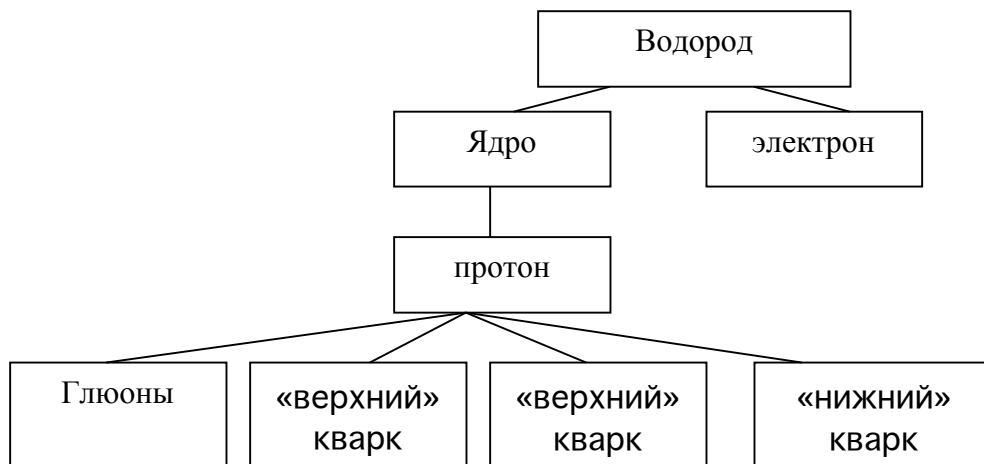 Водород
Ядро
электрон
протон
Глюоны
«верхний»
кварк
«верхний»
кварк
«нижний»
кварк